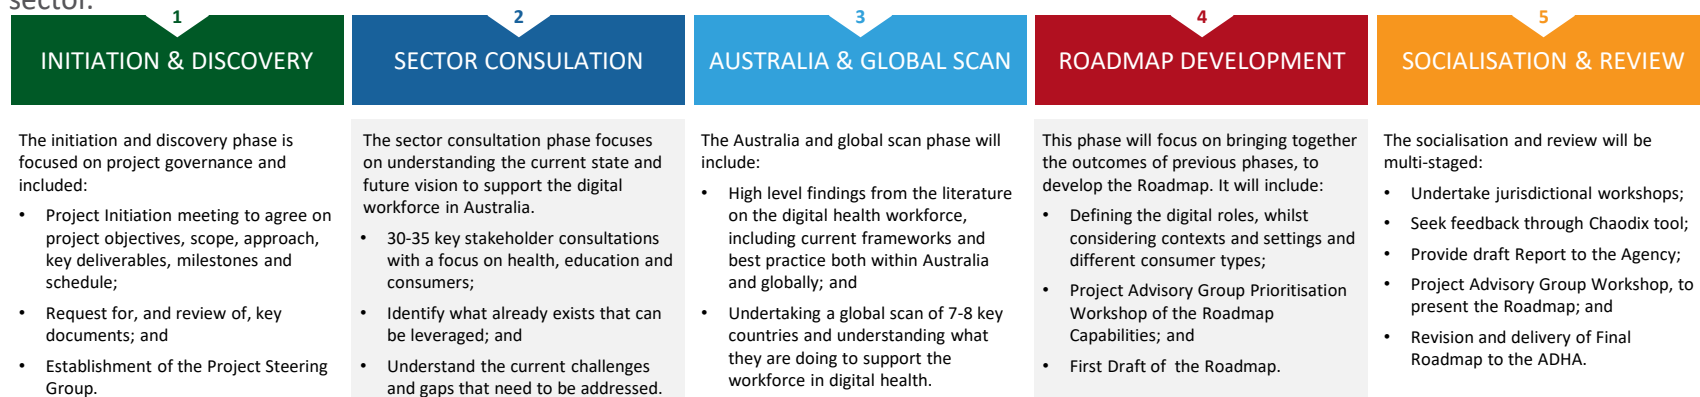 sector.
1
INITIATION & DISCOVERY
The initiation and discovery phase is
focused on project governance and
included:
• Project Initiation meeting to agree on
project objectives, scope, approach,
key deliverables, milestones and
schedule;
• Request for, and review of, key
documents; and
• Establishment of the Project Steering
Group.
2
SECTOR CONSULATION
The sector consultation phase focuses
on understanding the current state and
future vision to support the digital
workforce in Australia.
• 30-35 key stakeholder consultations
with a focus on health, education and
consumers;
• Identify what already exists that can
be leveraged; and
• Understand the current challenges
and gaps that need to be addressed.
3
AUSTRALIA & GLOBAL SCAN
The Australia and global scan phase will
include:
• High level findings from the literature
on the digital health workforce,
including current frameworks and
best practice both within Australia
and globally; and
• Undertaking a global scan of 7-8 key
countries and understanding what
they are doing to support the
workforce in digital health.
4
ROADMAP DEVELOPMENT
This phase will focus on bringing together
the outcomes of previous phases, to
develop the Roadmap. It will include:
• Defining the digital roles, whilst
considering contexts and settings and
different consumer types;
• Project Advisory Group Prioritisation
Workshop of the Roadmap
Capabilities; and
• First Draft of the Roadmap.
5
SOCIALISATION & REVIEW
The socialisation and review will be
multi-staged:
• Undertake jurisdictional workshops;
• Seek feedback through Chaodix tool;
• Provide draft Report to the Agency;
• Project Advisory Group Workshop, to
present the Roadmap; and
• Revision and delivery of Final
Roadmap to the ADHA.